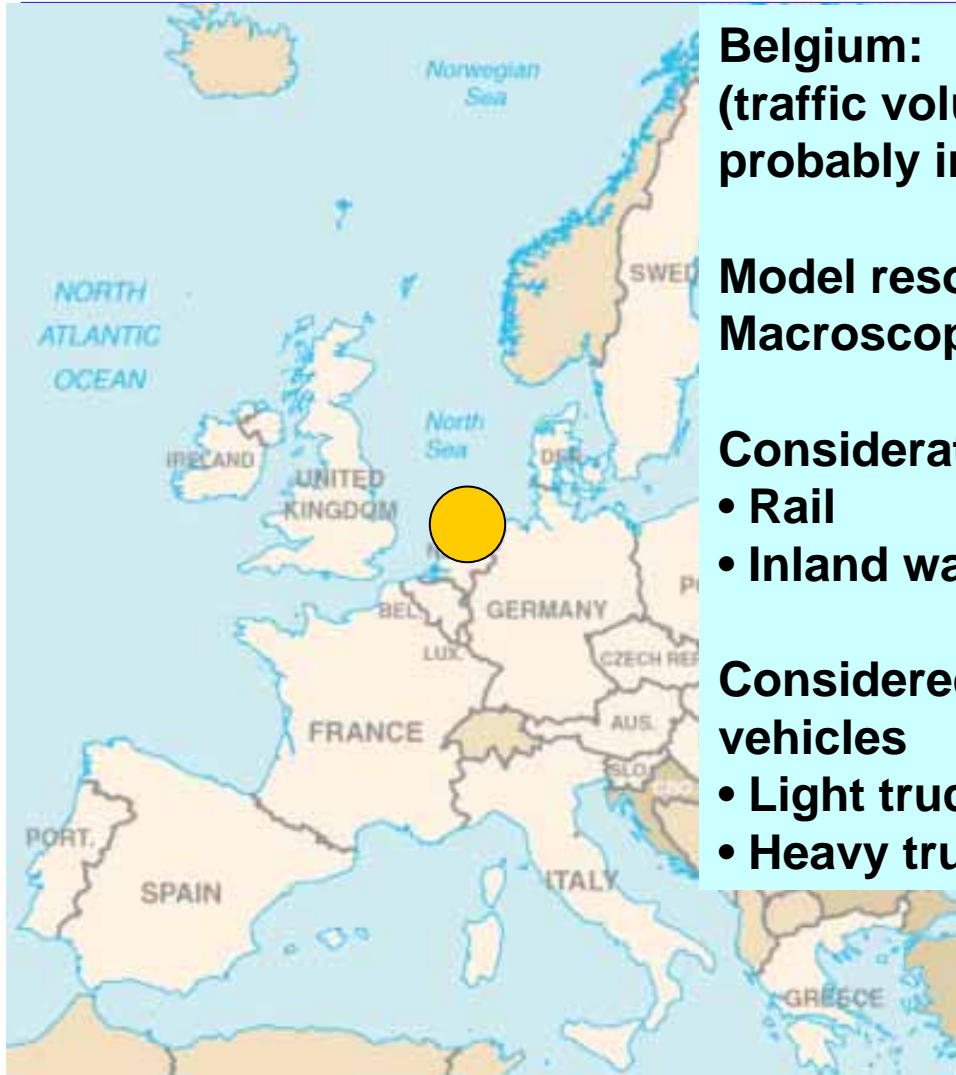 Belgium:
(traffic volu
probably in
Model reso
Macroscop
Considerat
• Rail
• Inland wa
Considered
vehicles
• Light truc
• Heavy tru
Norwegian
Sea
SWED
NORTH
ATLANTIC
OCEAN
North
Sea
DEN.
IRELAND
UNITED
KINGDOM
N
P
BEL.
GERMANY
LUX.
CZECH REP
FRANCE
AUS.
SLO.
PORT.
SPAIN
ITALY
GREECE